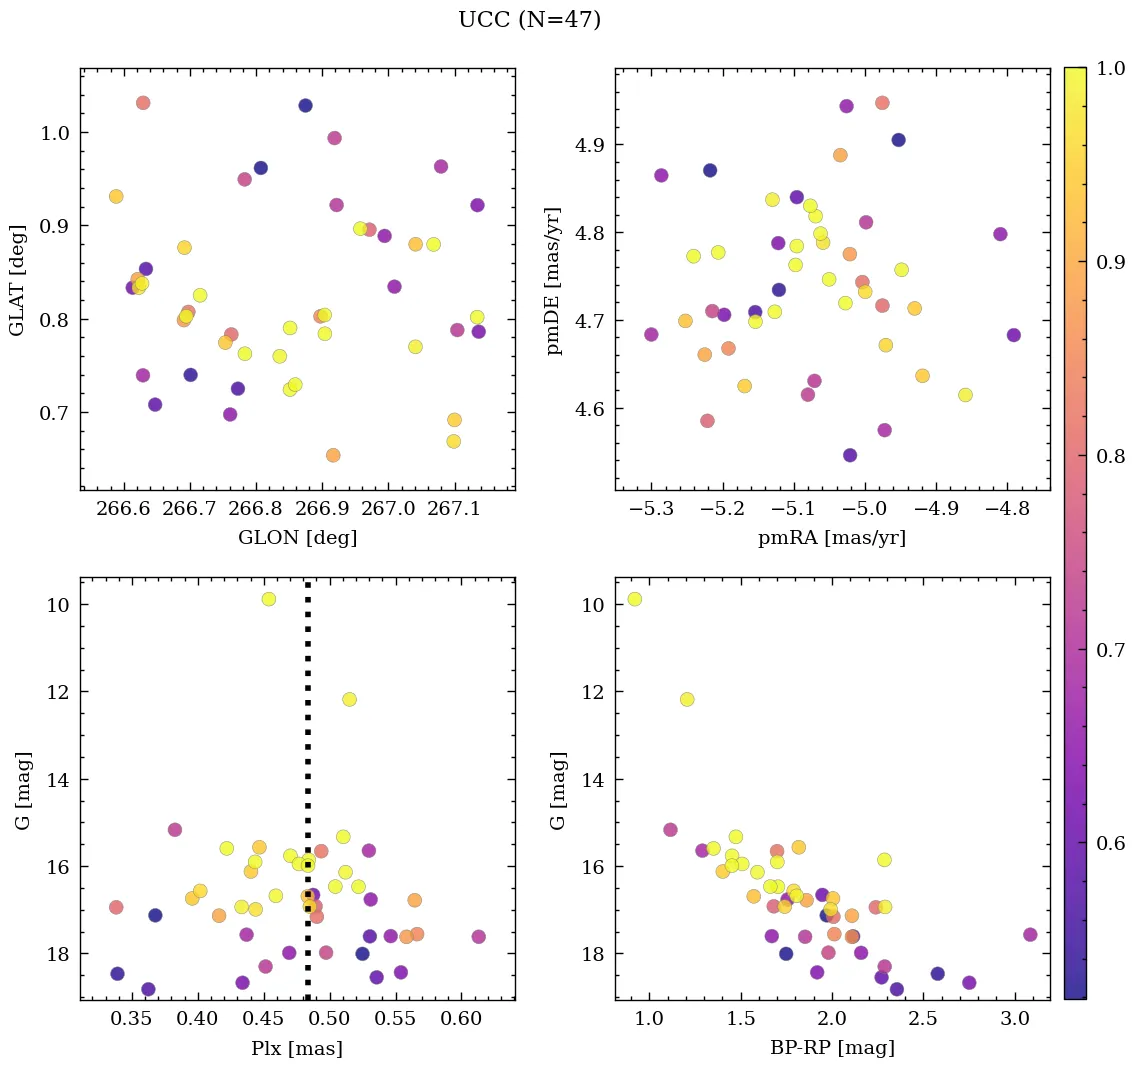 UCC (N=47)
1.0
0.9
0.8
0.7
266.6 266.7 266.8 266.9 267.0 267.1
GLON [deg]
GLAT [deg]
4.9
4.8
4.7
4.6
−5.3 −5.2 −5.1 −5.0 −4.9 −4.8
pmRA [mas/yr]
pmDE [mas/yr]
10
12
14
16
18
0.35 0.40 0.45 0.50 0.55 0.60
Plx [mas]
G [mag]
10
12
14
16
18
1.0 1.5 2.0 2.5 3.0
BP-RP [mag]
G [mag]
1.0
0.9
0.8
0.7
0.6